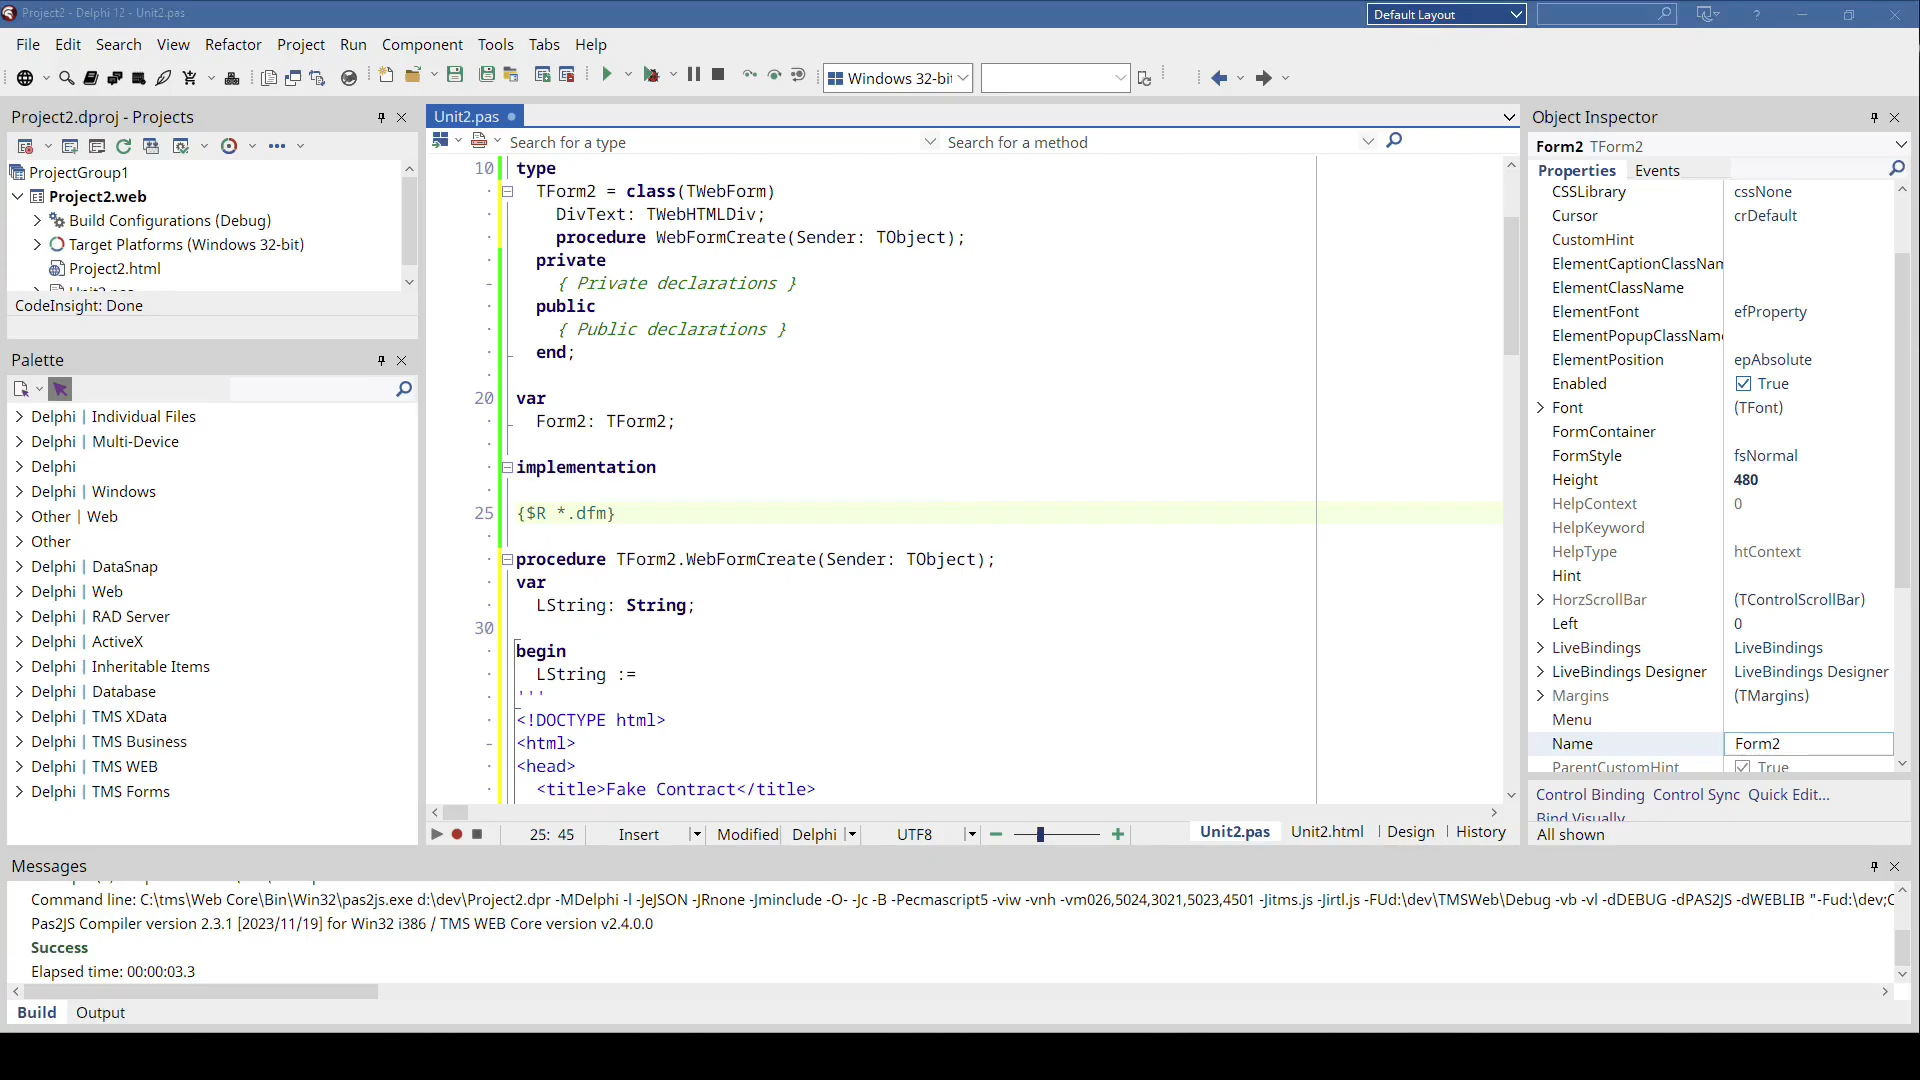 Project2 - Delphi 12 - Unit2.pas
Default Layout
?
File Edit Search View Refactor Project Run Component Tools Tabs Help
Windows 32-bi
Project2.dproj - Projects
ProjectGroup1
Project2.web
Build Configurations (Debug)
Target Platforms (Windows 32-bit)
Project2.html
Unit2.pas
CodeInsight: Done
Palette
Delphi | Individual Files
Delphi | Multi-Device
Delphi
Delphi | Windows
Other | Web
Other
Delphi | DataSnap
Delphi | Web
Delphi | RAD Server
Delphi | ActiveX
Delphi | Inheritable Items
Delphi | Database
Delphi | TMS XData
Delphi | TMS Business
Delphi | TMS WEB
Delphi | TMS Forms
Unit2.pas
Search for a type Search for a method
10 type
TForm2 = class(TWebForm)
DivText: TWebHTMLDiv;
procedure WebFormCreate(Sender: TObject);
private
{ Private declarations }
public
{ Public declarations }
end;
20 var
Form2: TForm2;
implementation
25 {$R *.dfm}
procedure TForm2.WebFormCreate(Sender: TObject);
var
LString: String;
30
begin
LString :=
'''
<!DOCTYPE html>
<html>
<head>
<title>Fake Contract</title>
25: 45 Insert Modified Delphi UTF8 Unit2.pas Unit2.html Design History
Object Inspector
Form2 TForm2
Properties Events
CSSLibrary cssNone
Cursor crDefault
CustomHint
ElementCaptionClassNam
ElementClassName
ElementFont efProperty
ElementPopupClassName
ElementPosition epAbsolute
Enabled True
Font (TFont)
FormContainer
FormStyle fsNormal
Height 480
HelpContext 0
HelpKeyword
HelpType htContext
Hint
HorzScrollBar (TControlScrollBar)
Left 0
LiveBindings LiveBindings
LiveBindings Designer LiveBindings Designer
Margins (TMargins)
Menu
Name Form2
ParentCustomHint True
Control Binding Control Sync Quick Edit...
Bind Visually
All shown
Messages
Command line: C:\tms\Web Core\Bin\Win32\pas2js.exe d:\dev\Project2.dpr -MDelphi -l -JeJSON -JRnone -Jminclude -O- -Jc -B -Pecmascript5 -viw -vnh -vm026,5024,3021,5023,4501 -Jitms.js -Jirtl.js -FUd:\dev\TMSWeb\Debug -vb -vl -dDEBUG -dPAS2JS -dWEBLIB "-Fud:\dev;C
Pas2JS Compiler version 2.3.1 [2023/11/19] for Win32 i386 / TMS WEB Core version v2.4.0.0
Success
Elapsed time: 00:00:03.3
Build Output